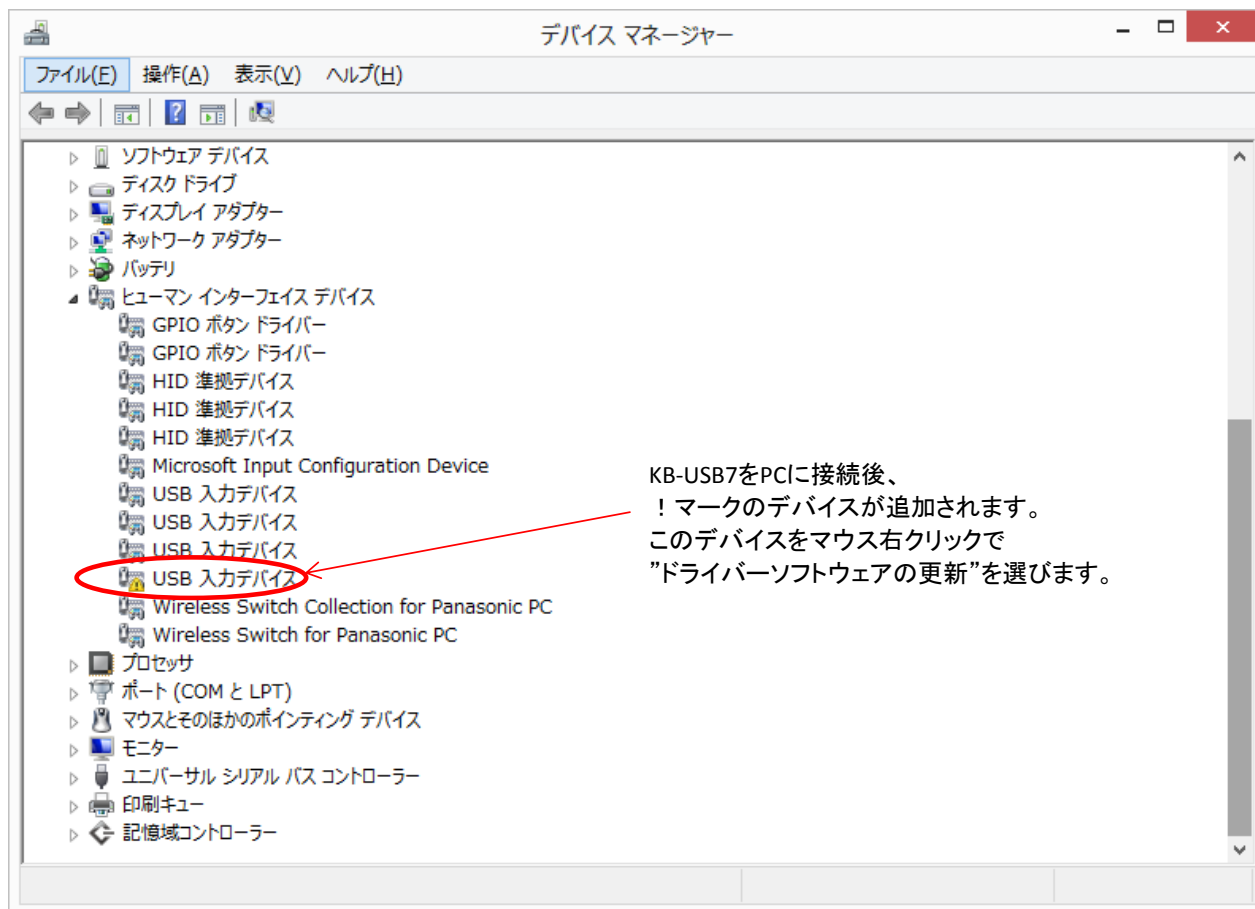 デバイス マネージャー
ファイル(F) 操作(A) 表示(V) ヘルプ(H)
ソフトウェア デバイス
ディスク ドライブ
ディスプレイ アダプター
ネットワーク アダプター
バッテリ
ヒューマン インターフェイス デバイス
GPIO ボタン ドライバー
GPIO ボタン ドライバー
HID 準拠デバイス
HID 準拠デバイス
HID 準拠デバイス
Microsoft Input Configuration Device
USB 入力デバイス
USB 入力デバイス
USB 入力デバイス
USB 入力デバイス
Wireless Switch Collection for Panasonic PC
Wireless Switch for Panasonic PC
プロセッサ
ポート (COM と LPT)
マウスとそのほかのポインティング デバイス
モニター
ユニバーサル シリアル バス コントローラー
印刷キュー
記憶域コントローラー
KB-USB7をPCに接続後、
！マークのデバイスが追加されます。
このデバイスをマウス右クリックで
”ドライバーソフトウェアの更新”を選びます。